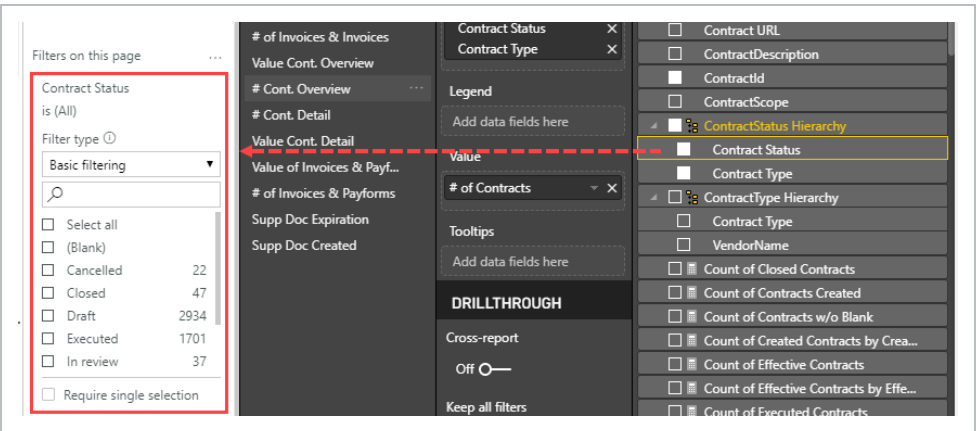 Filters on this page ...
Contract Status
is (All)
Filter type
Basic filtering
Select all
(Blank)
Cancelled 22
Closed 47
Draft 2934
Executed 1701
In review 37
Require single selection
# of Invoices & Invoices
Value Cont. Overview
# Cont. Overview ...
# Cont. Detail
Value Cont. Detail
Value of Invoices & Payf...
# of Invoices & Payforms
Supp Doc Expiration
Supp Doc Created
Contract Status
Contract Type
Legend
Add data fields here
Value
# of Contracts
Tooltips
Add data fields here
DRILLTHROUGH
Cross-report
Off
Keep all filters
Contract URL
ContractDescription
ContractId
ContractScope
ContractStatus Hierarchy
Contract Status
Contract Type
ContractType Hierarchy
Contract Type
VendorName
Count of Closed Contracts
Count of Contracts Created
Count of Contracts w/o Blank
Count of Created Contracts by Crea...
Count of Effective Contracts
Count of Effective Contracts by Effe...
Count of Executed Contracts